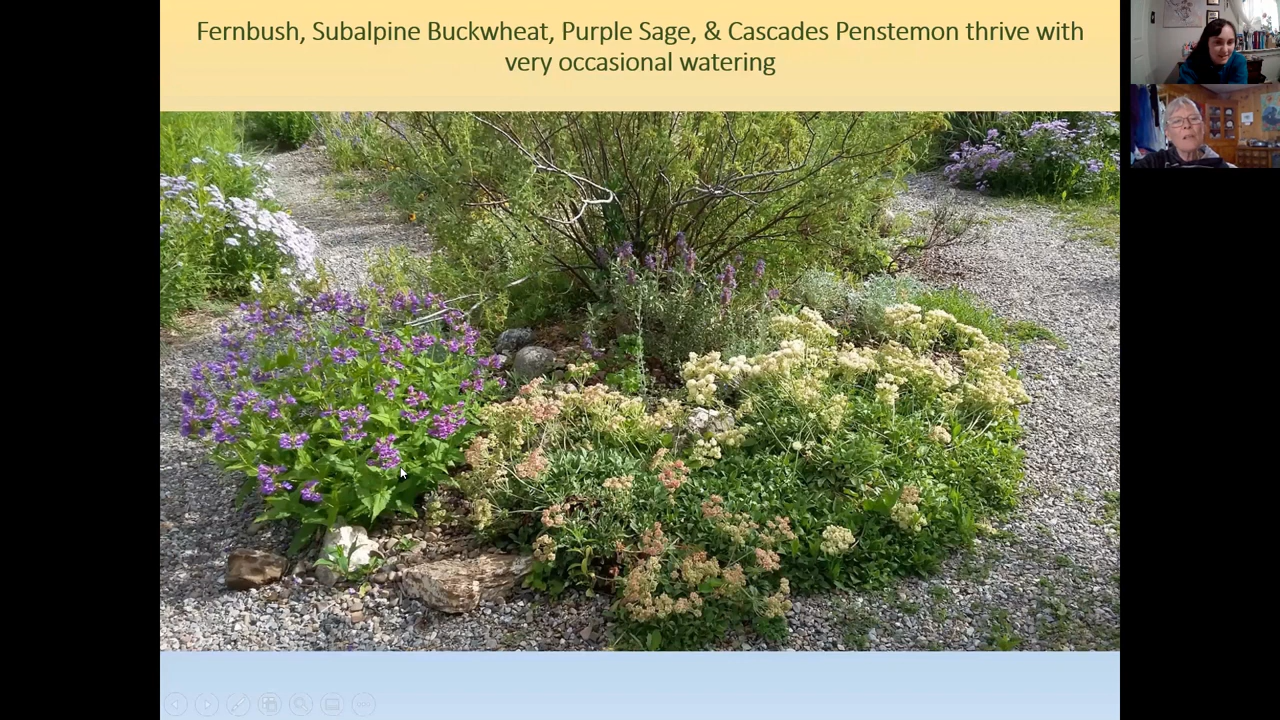 Fernbush, Subalpine Buckwheat, Purple Sage, & Cascades Penstemon thrive with
very occasional watering